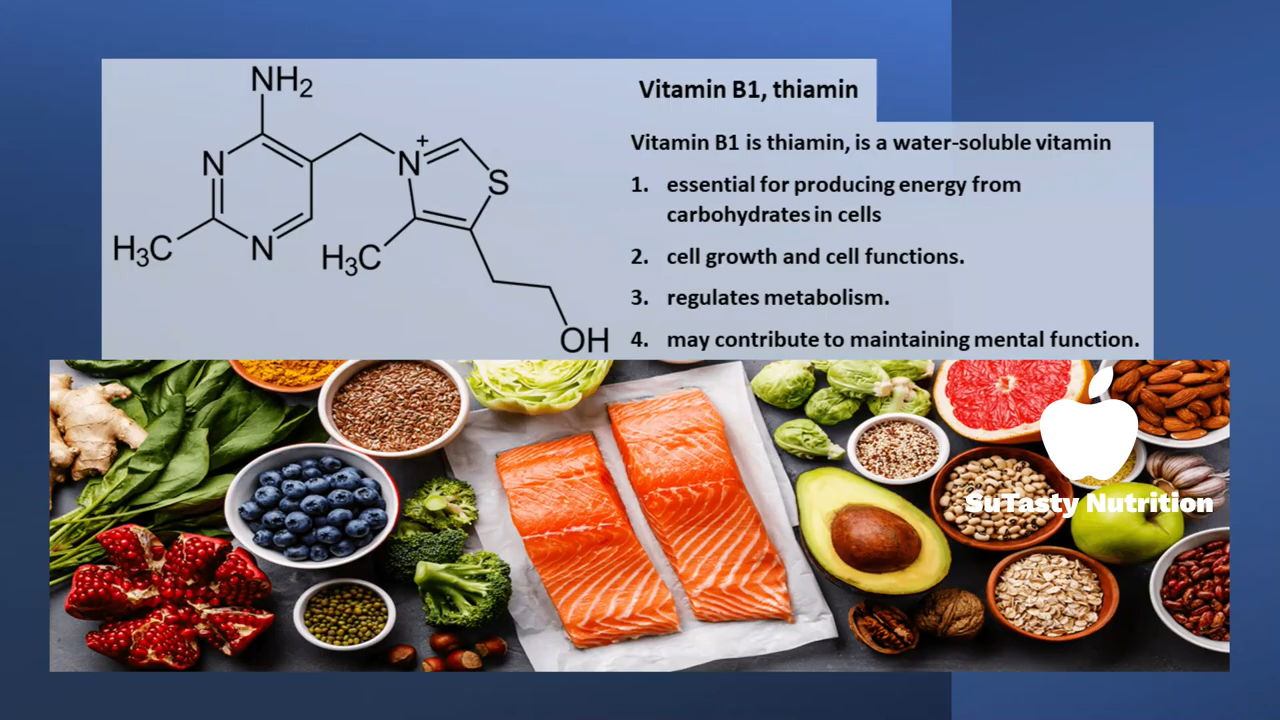 NH2
N
N
H3C
N+
S
H3C
OH
Vitamin B1, thiamin
Vitamin B1 is thiamin, is a water-soluble vitamin
1. essential for producing energy from
carbohydrates in cells
2. cell growth and cell functions.
3. regulates metabolism.
4. may contribute to maintaining mental function.
SuTasty Nutrition